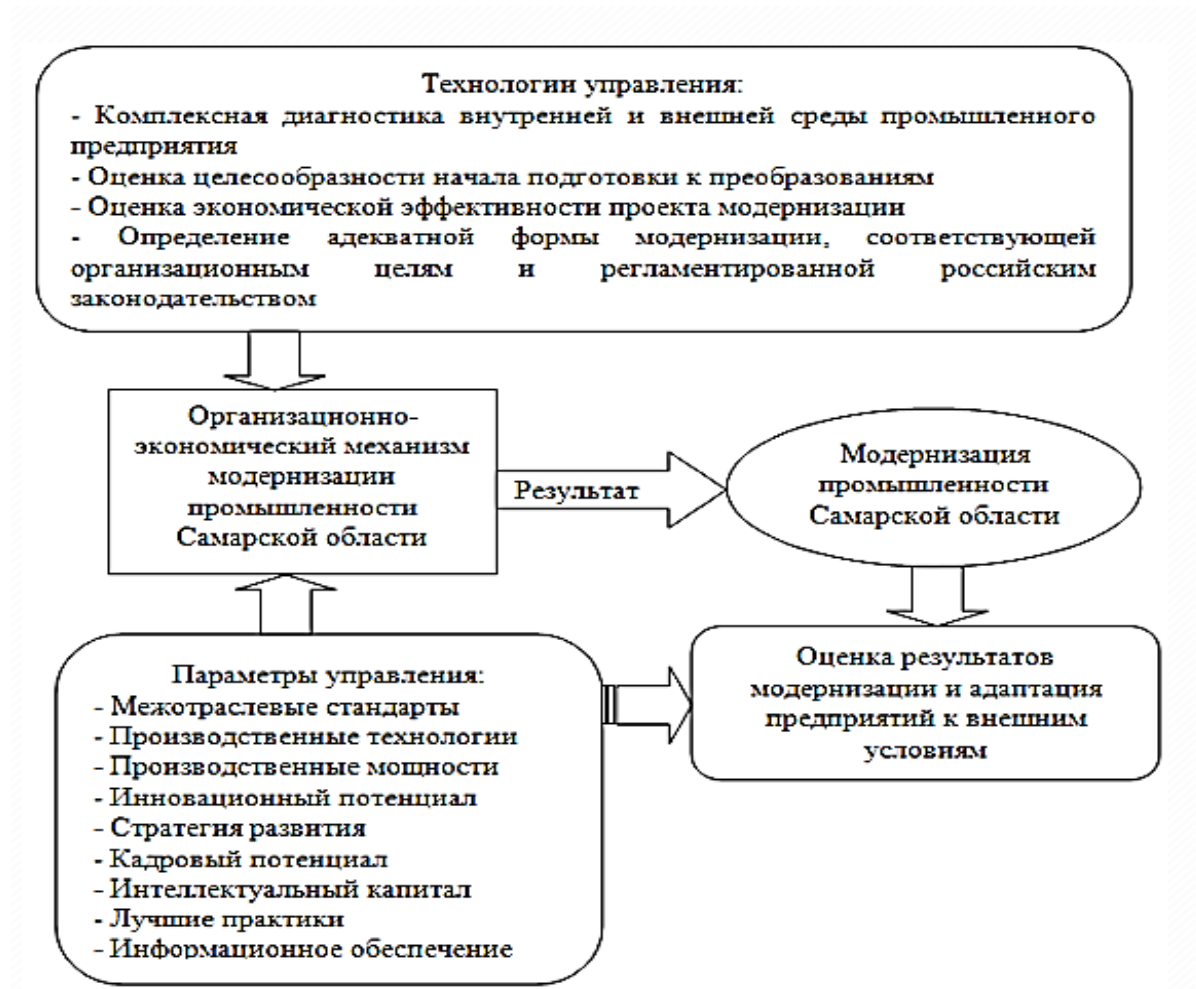 Технологии управления:
- Комплексная диагностика внутренней и внешней среды промышленного
предприятия
- Оценка целесообразности начала подготовки к преобразованиям
- Оценка экономической эффективности проекта модернизации
- Определение адекватной формы модернизации, соответствующей
организационным целям и регламентированной российским
законодательством
Организационно-
экономический механизм
модернизации
промышленности
Самарской области
Результат
Модернизация
промышленности
Самарской области
Параметры управления:
- Межотраслевые стандарты
- Производственные технологии
- Производственные мощности
- Инновационный потенциал
- Стратегия развития
- Кадровый потенциал
- Интеллектуальный капитал
- Лучшие практики
- Информационное обеспечение
Оценка результатов
модернизации и адаптация
предприятий к внешним
условиям